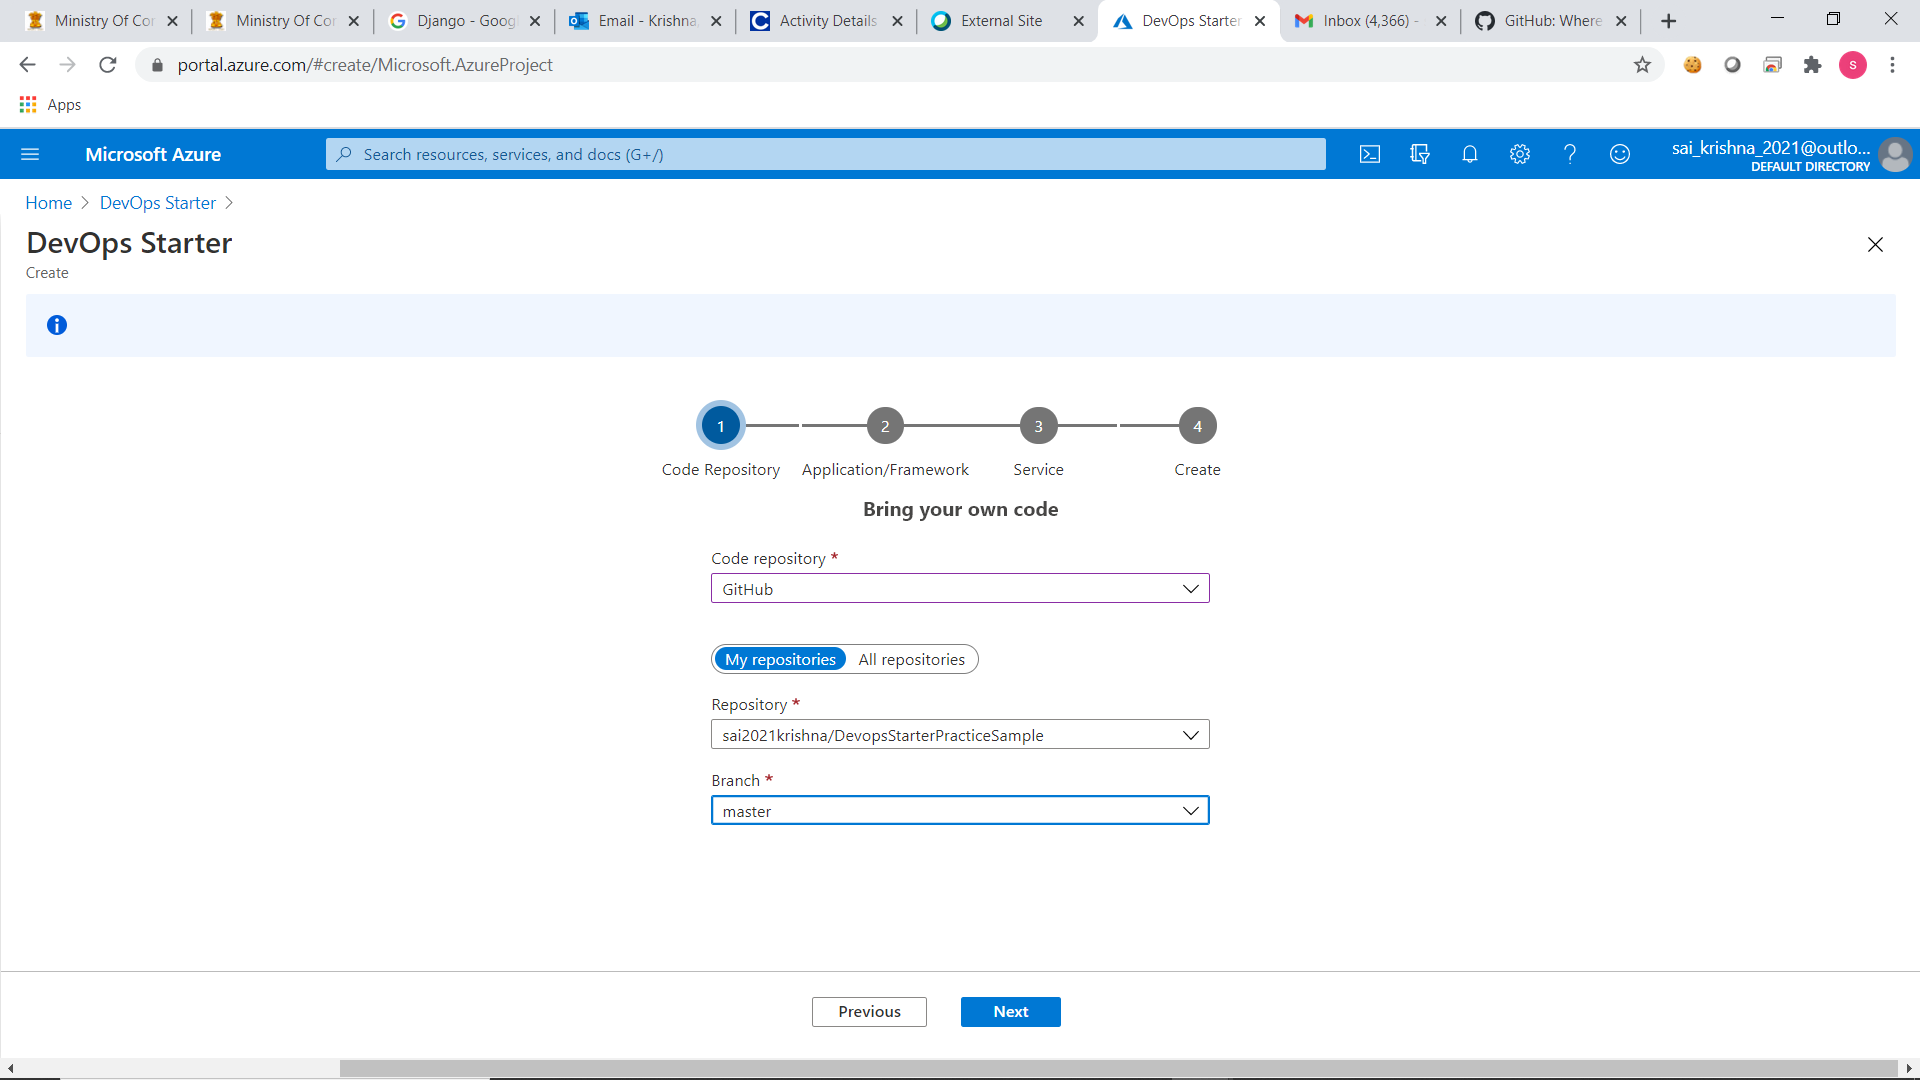 Ministry Of Cor
Ministry Of Cor
Django - Goog
Email - Krishna,
Activity Details
External Site
DevOps Starter
Inbox (4,366) -
GitHub: Where
portal.azure.com/#create/Microsoft.AzureProject
S
Apps
Microsoft Azure
Search resources, services, and docs (G+/)
sai_krishna_2021@outlo...
DEFAULT DIRECTORY
Home > DevOps Starter >
DevOps Starter
Create
1
2
3
4
Code Repository
Application/Framework
Service
Create
Bring your own code
Code repository *
GitHub
My repositories
All repositories
Repository *
sai2021krishna/DevopsStarterPracticeSample
Branch *
master
Previous
Next